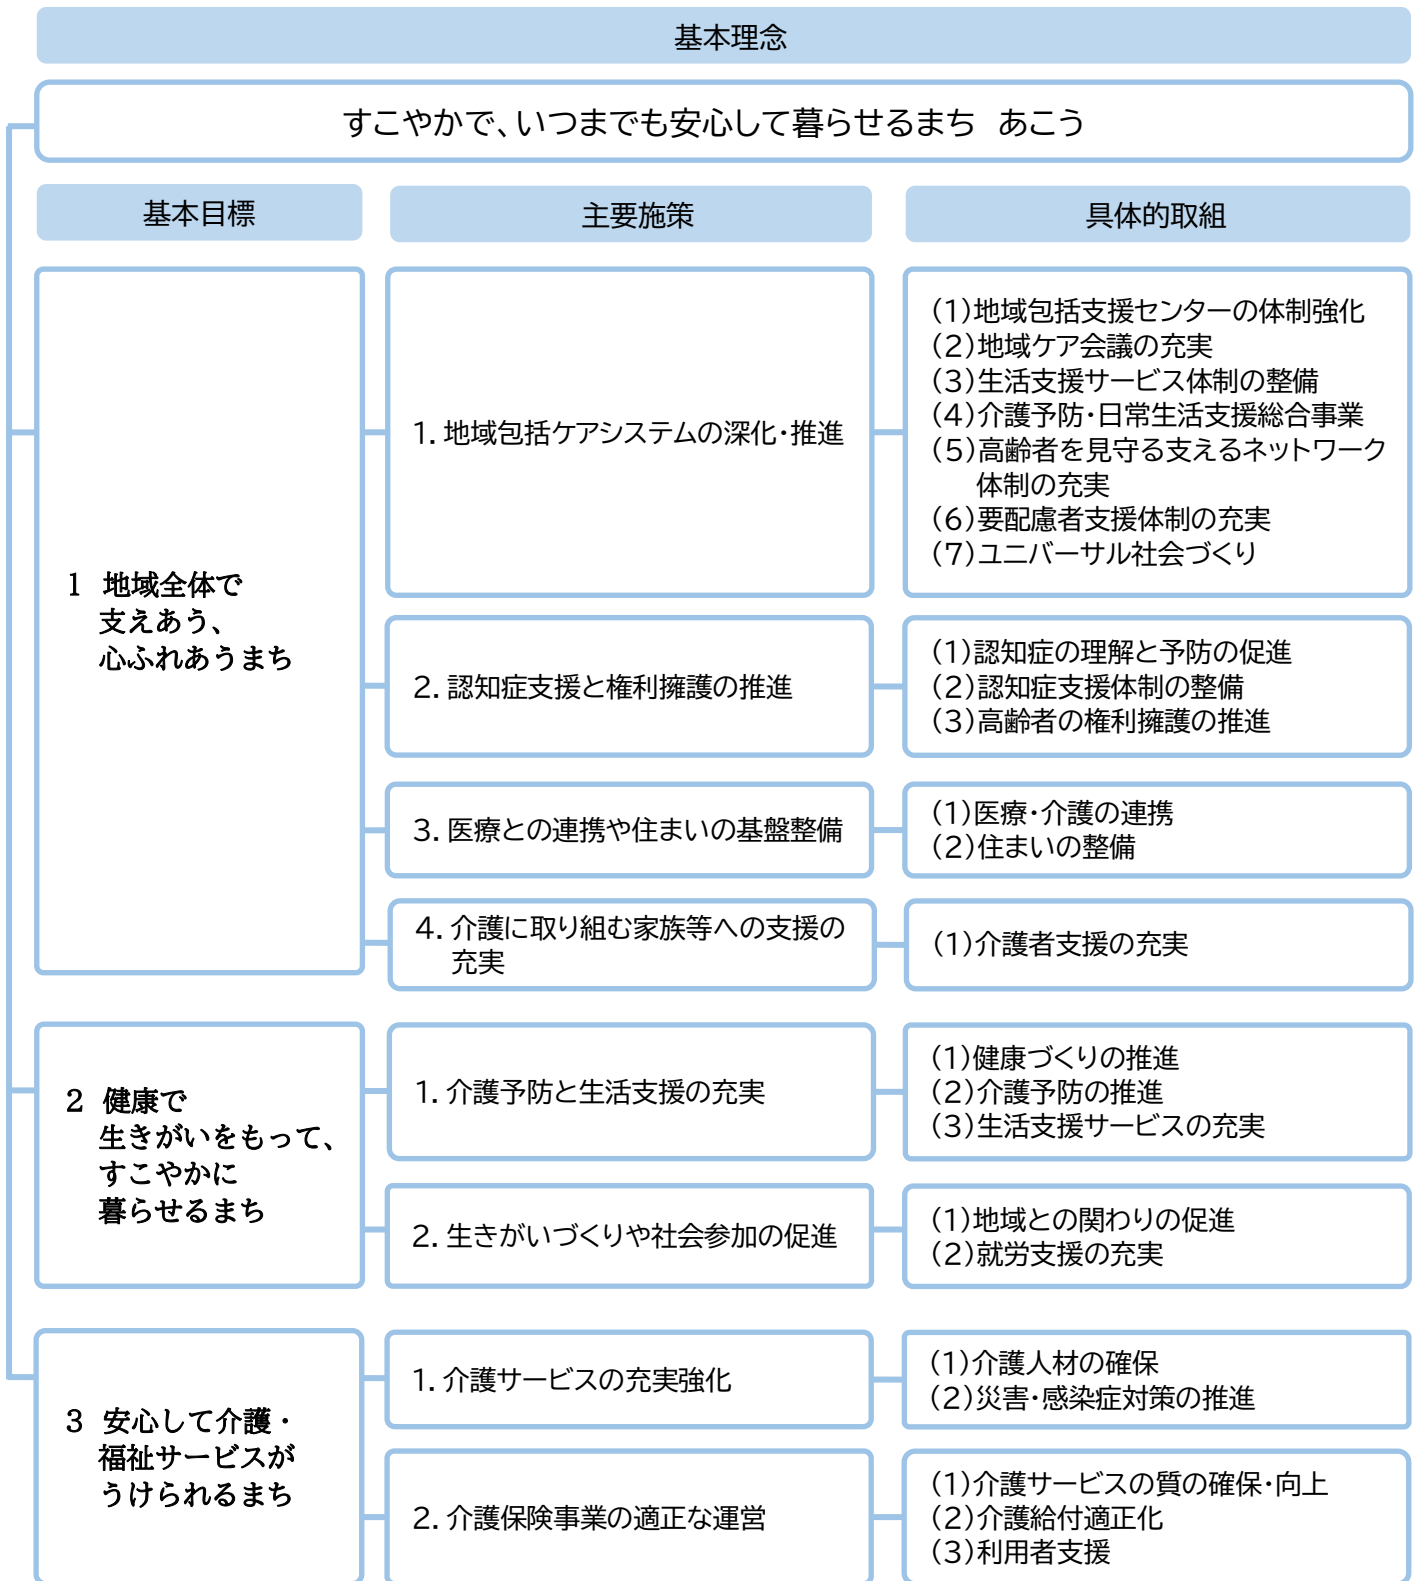 基本理念
すこやかで、いつまでも安心して暮らせるまち　あこう
基本目標
主要施策
具体的取組
1　地域全体で
支えあう、
心ふれあうまち
1. 地域包括ケアシステムの深化・推進
(1)地域包括支援センターの体制強化
(2)地域ケア会議の充実
(3)生活支援サービス体制の整備
(4)介護予防・日常生活支援総合事業
(5)高齢者を見守る支えるネットワーク
体制の充実
(6)要配慮者支援体制の充実
(7)ユニバーサル社会づくり
2. 認知症支援と権利擁護の推進
(1)認知症の理解と予防の促進
(2)認知症支援体制の整備
(3)高齢者の権利擁護の推進
3. 医療との連携や住まいの基盤整備
(1)医療・介護の連携
(2)住まいの整備
4. 介護に取り組む家族等への支援の
充実
(1)介護者支援の充実
2　健康で
生きがいをもって、
すこやかに
暮らせるまち
1. 介護予防と生活支援の充実
(1)健康づくりの推進
(2)介護予防の推進
(3)生活支援サービスの充実
2. 生きがいづくりや社会参加の促進
(1)地域との関わりの促進
(2)就労支援の充実
3　安心して介護・
福祉サービスが
うけられるまち
1. 介護サービスの充実強化
(1)介護人材の確保
(2)災害・感染症対策の推進
2. 介護保険事業の適正な運営
(1)介護サービスの質の確保・向上
(2)介護給付適正化
(3)利用者支援